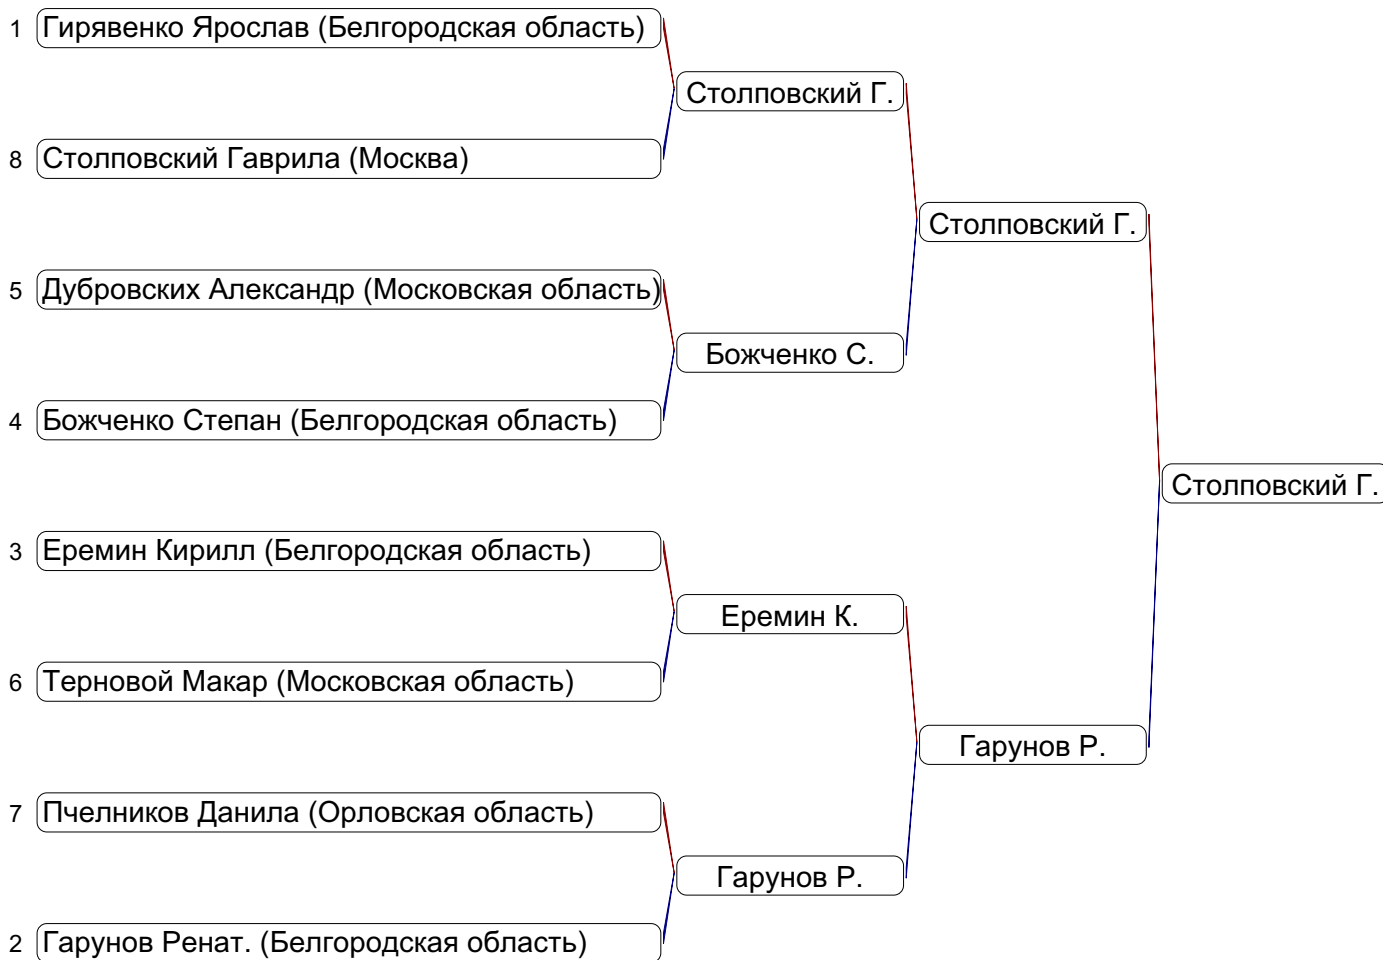 1 Гирявенко Ярослав (Белгородская область)
Столповский Г.
8 Столповский Гаврила (Москва)
Столповский Г.
5 Дубровских Александр (Московская область)
Божченко С.
4 Божченко Степан (Белгородская область)
Столповский Г.
3 Еремин Кирилл (Белгородская область)
Еремин К.
6 Терновой Макар (Московская область)
Гарунов Р.
7 Пчелников Данила (Орловская область)
Гарунов Р.
2 Гарунов Ренат. (Белгородская область)